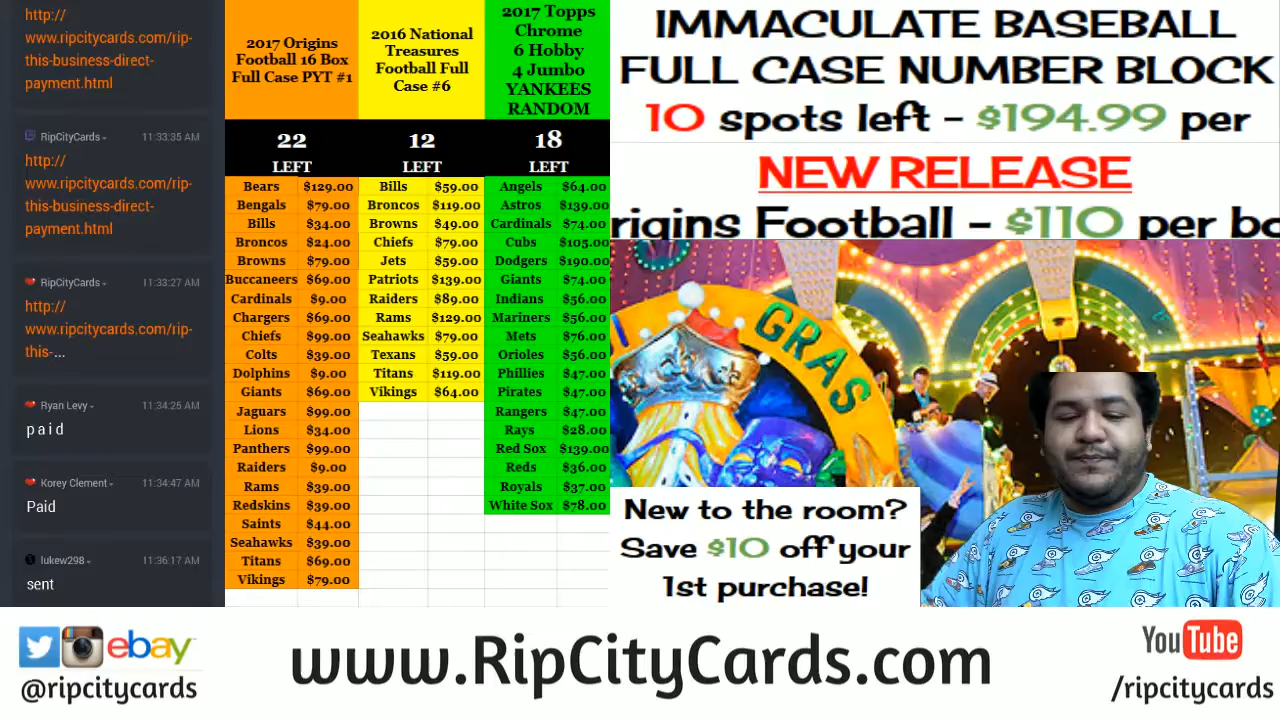 http://
www.ripcitycards.com/rip-
this-business-direct-
payment.html
RipCityCards 11:33:35 AM
http://
www.ripcitycards.com/rip-
this-business-direct-
payment.html
RipCityCards 11:33:27 AM
http://
www.ripcitycards.com/rip-
this-...
Ryan Levy 11:34:25 AM
p a i d
Korey Clement 11:34:47 AM
Paid
lukew298 11:36:17 AM
sent
2017 Origins
Football 16 Box
Full Case PYT #1
22
LEFT
Bears $129.00
Bengals $79.00
Bills $34.00
Broncos $24.00
Browns $79.00
Buccaneers $69.00
Cardinals $9.00
Chargers $69.00
Chiefs $99.00
Colts $39.00
Dolphins $9.00
Giants $69.00
Jaguars $99.00
Lions $34.00
Panthers $99.00
Raiders $9.00
Rams $39.00
Redskins $39.00
Saints $44.00
Seahawks $39.00
Titans $69.00
Vikings $79.00
2016 National
Treasures
Football Full
Case #6
12
LEFT
Bills $59.00
Broncos $119.00
Browns $49.00
Chiefs $79.00
Jets $59.00
Patriots $139.00
Raiders $89.00
Rams $129.00
Seahawks $79.00
Texans $59.00
Titans $119.00
Vikings $64.00
2017 Topps
Chrome
6 Hobby
4 Jumbo
YANKEES
RANDOM
18
LEFT
Angels $64.00
Astros $139.00
Cardinals $74.00
Cubs $105.00
Dodgers $190.00
Giants $74.00
Indians $56.00
Mariners $56.00
Mets $76.00
Orioles $56.00
Phillies $47.00
Pirates $47.00
Rangers $47.00
Rays $28.00
Red Sox $139.00
Reds $36.00
Royals $37.00
White Sox $78.00
IMMACULATE BASEBALL
FULL CASE NUMBER BLOCK
10 spots left - $194.99 per
NEW RELEASE
rigins Football - $110 per bo
GRAS
New to the room?
Save $10 off your
1st purchase!
ebay
@ripcitycards
www.RipCityCards.com
YouTube
/ripcitycards